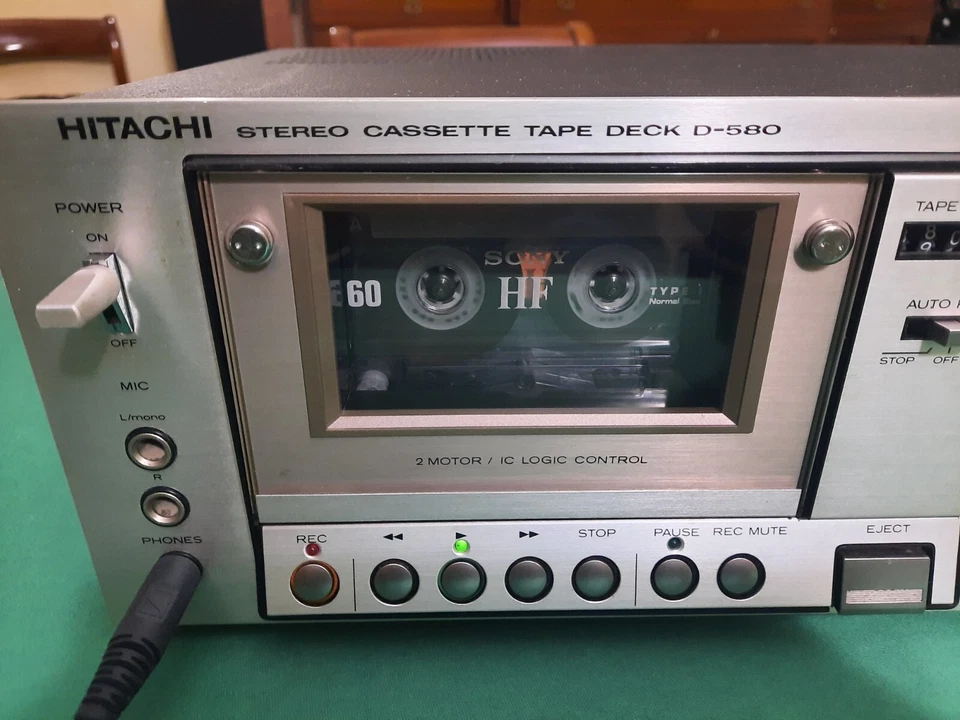 HITACHI STEREO CASSETTE TAPE DECK D-580
POWER
ON
OFF
MIC
L/mono
R
PHONES
A
SONY
60
HF
TYPE I
Normal
2 MOTOR / IC LOGIC CONTROL
TAPE
AUTO
STOP OFF
REC ◀◀ ▶ ▶▶ STOP PAUSE REC MUTE
EJECT